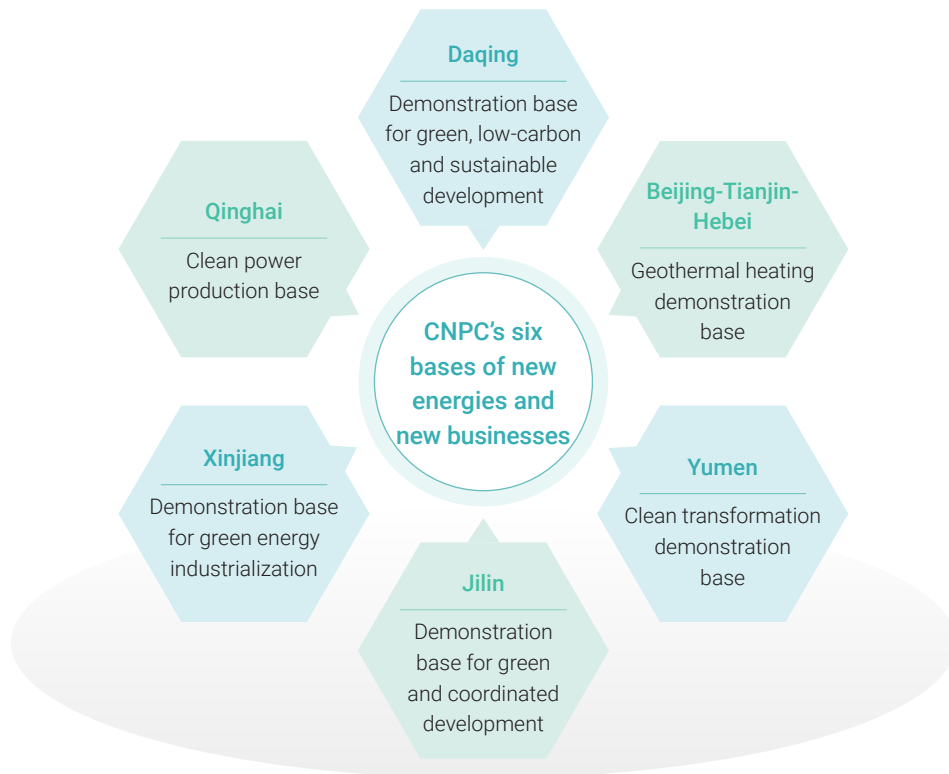 Daqing
Demonstration base
for green, low-carbon
and sustainable
development
Beijing-Tianjin-
Hebei
Geothermal heating
demonstration
base
Yumen
Clean transformation
demonstration
base
Jilin
Demonstration
base for green
and coordinated
development
Xinjiang
Demonstration base
for green energy
industrialization
Qinghai
Clean power
production base
CNPC’s six
bases of new
energies and
new businesses